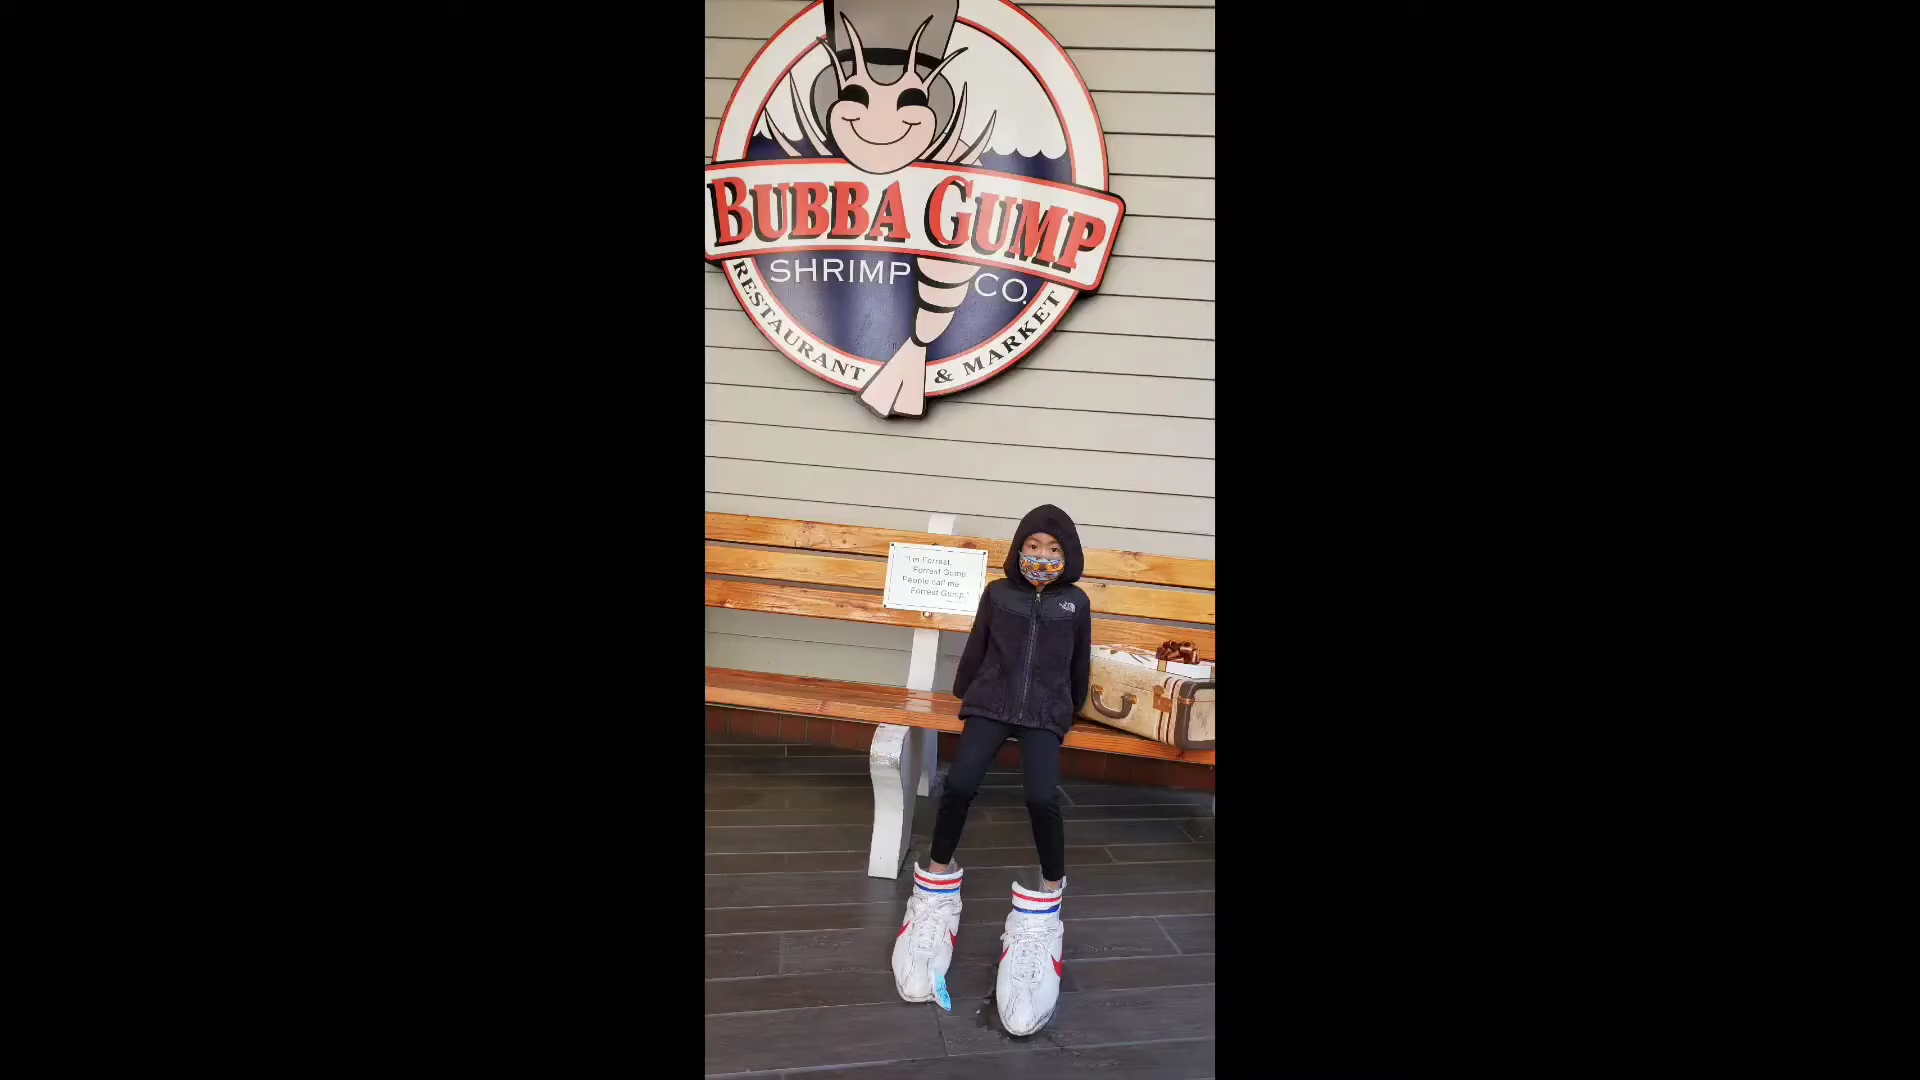 BUBBA GUMP
SHRIMP CO.
RESTAURANT & MARKET
"I'm Forrest,
Forrest Gump.
People call me
Forrest Gump."